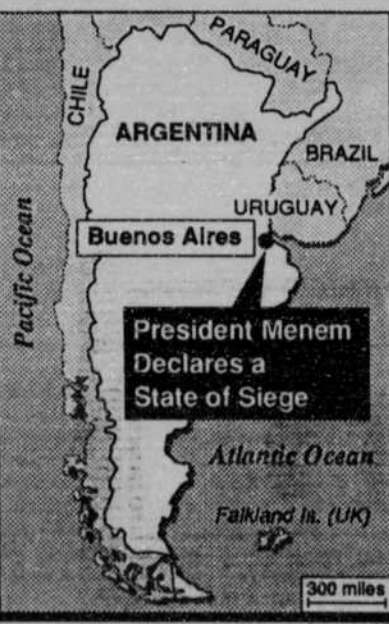 PARAGUAY
CHILE
ARGENTINA
BRAZIL
URUGUAY
Buenos Aires
Pacific Ocean
President Menem
Declares a
State of Siege
Atlantic Ocean
Falkland Is. (UK)
300 miles